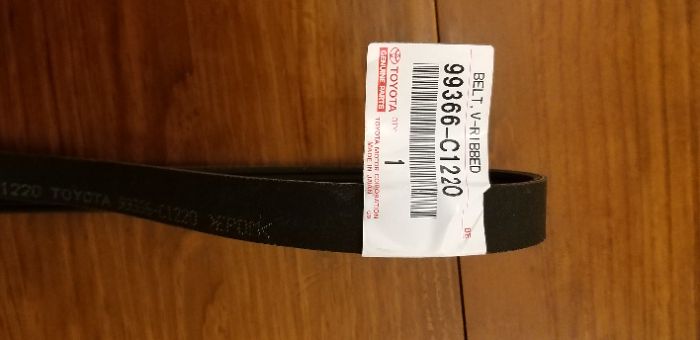 BELT, V-RIBBED
99366-C1220
TOYOTA QTY.
GENUINE PARTS
1
TOYOTA MOTOR CORPORATION
MADE IN JAPAN
1220 TOYOTA 99366-C1220